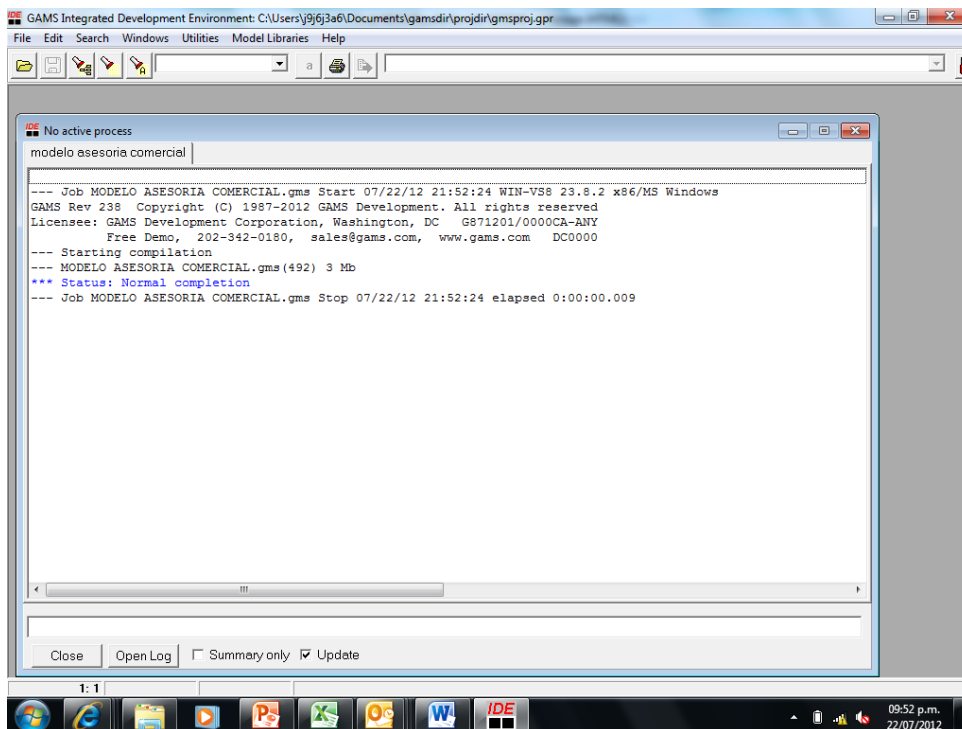 IDE GAMS Integrated Development Environment: C:\Users\j9j6j3a6\Documents\gamsdir\projdir\gmsproj.gpr
File Edit Search Windows Utilities Model Libraries Help
a
IDE No active process
modelo asesoria comercial
--- Job MODELO ASESORIA COMERCIAL.gms Start 07/22/12 21:52:24 WIN-VS8 23.8.2 x86/MS Windows
GAMS Rev 238 Copyright (C) 1987-2012 GAMS Development. All rights reserved
Licensee: GAMS Development Corporation, Washington, DC G871201/0000CA-ANY
Free Demo, 202-342-0180, sales@gams.com, www.gams.com DC0000
--- Starting compilation
--- MODELO ASESORIA COMERCIAL.gms(492) 3 Mb
*** Status: Normal completion
--- Job MODELO ASESORIA COMERCIAL.gms Stop 07/22/12 21:52:24 elapsed 0:00:00.009
Close Open Log Summary only Update
1: 1
IDE
09:52 p.m.
22/07/2012